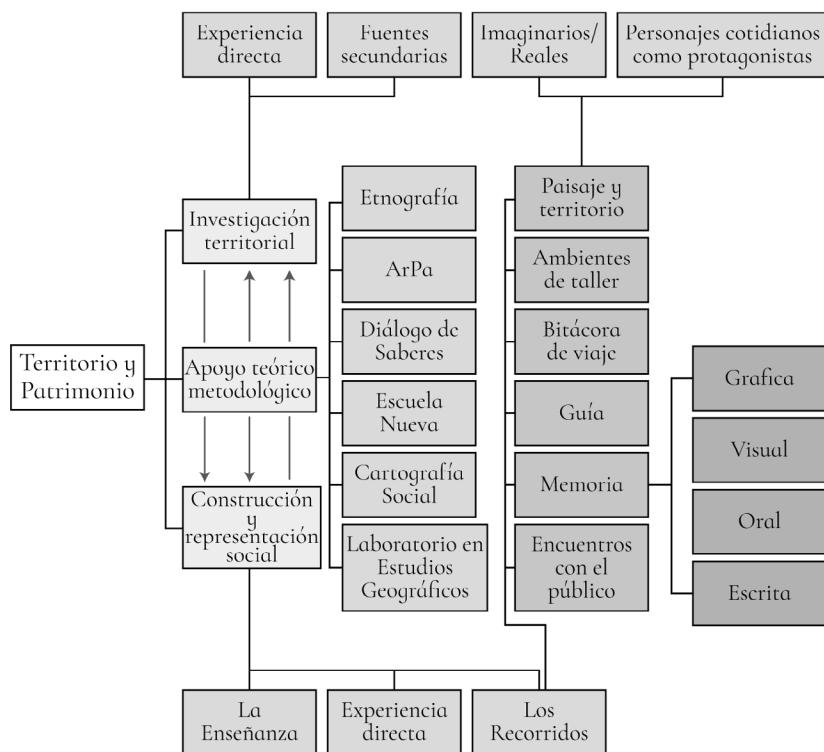 Experiencia
directa
Fuentes
secundarias
Imaginarios/
Reales
Personajes cotidianos
como protagonistas
Investigación
territorial
Etnografía
Paisaje y
territorio
ArPa
Ambientes
de taller
Territorio y
Patrimonio
Apoyo teórico
metodológico
Diálogo de
Saberes
Bitácora
de viaje
Grafica
Escuela
Nueva
Guía
Visual
Construcción
y
representación
social
Cartografía
Social
Memoria
Oral
Laboratorio en
Estudios
Geográficos
Encuentros
con el
público
Escrita
La
Enseñanza
Experiencia
directa
Los
Recorridos